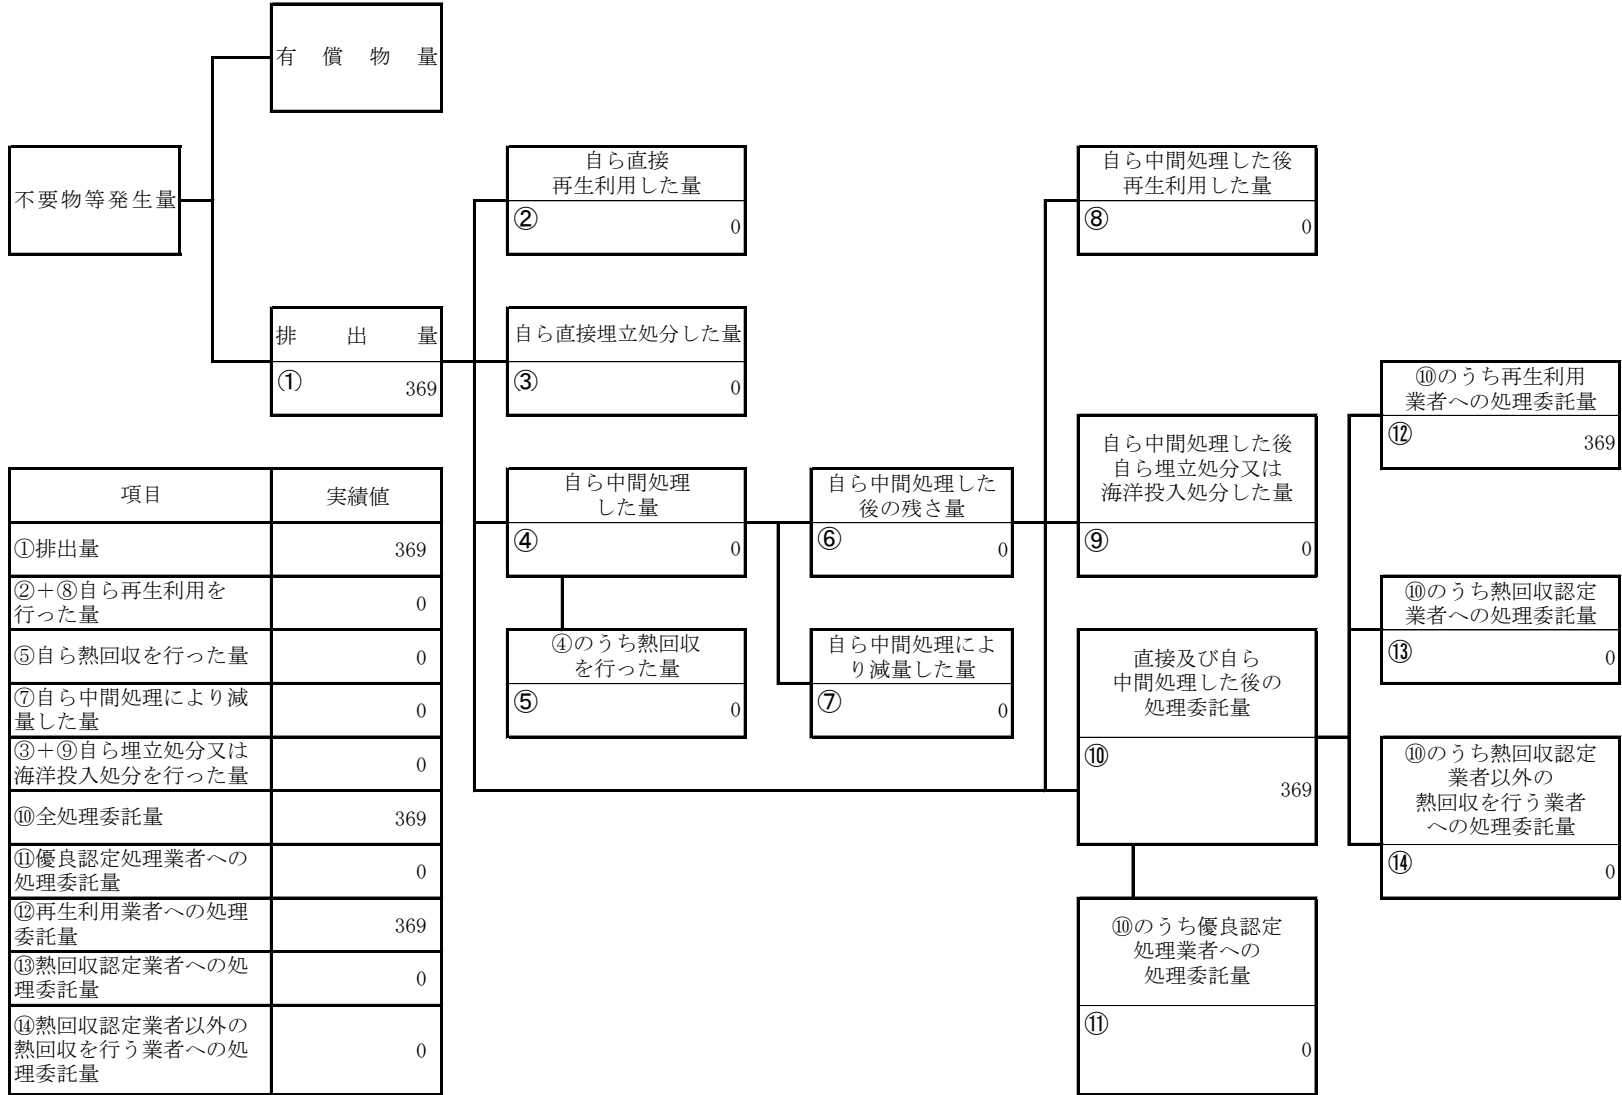 有償物量
不要物等発生量
排出量
①
369
自ら直接
再生利用した量
②
0
自ら直接埋立処分した量
③
0
自ら中間処理
した量
④
0
④のうち熱回収
を行った量
⑤
0
自ら中間処理した
後の残さ量
⑥
0
自ら中間処理によ
り減量した量
⑦
0
自ら中間処理した後
再生利用した量
⑧
0
自ら中間処理した後
自ら埋立処分又は
海洋投入処分した量
⑨
0
直接及び自ら
中間処理した後の
処理委託量
⑩
369
⑩のうち優良認定
処理業者への
処理委託量
⑪
0
⑩のうち再生利用
業者への処理委託量
⑫
369
⑩のうち熱回収認定
業者への処理委託量
⑬
0
⑩のうち熱回収認定
業者以外の
熱回収を行う業者
への処理委託量
⑭
0
項目 実績値
①排出量 369
②＋⑧自ら再生利用を
行った量 0
⑤自ら熱回収を行った量 0
⑦自ら中間処理により減
量した量 0
③＋⑨自ら埋立処分又は
海洋投入処分を行った量 0
⑩全処理委託量 369
⑪優良認定処理業者への
処理委託量 0
⑫再生利用業者への処理
委託量 369
⑬熱回収認定業者への処
理委託量 0
⑭熱回収認定業者以外の
熱回収を行う業者への処
理委託量 0